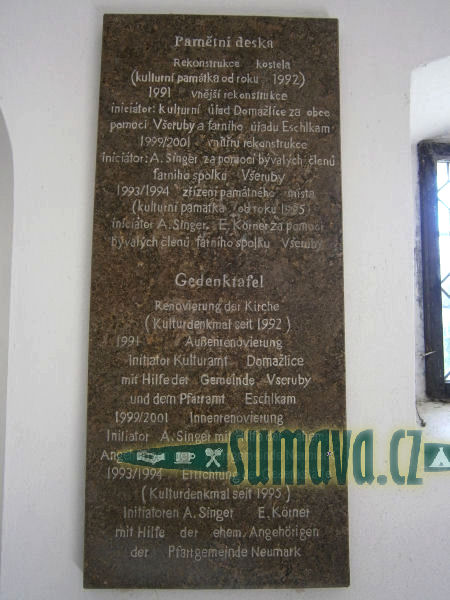 Pamětní deska
Rekonstrukce kostela
(kulturní památka od roku 1992)
1991 vnější rekonstrukce
iniciátor: kulturní úřad Domažlice za obce
pomoci Všeruby a farního úřadu Eschlkam
1999/2001 vnitřní rekonstrukce
iniciátor: A. Singer za pomoci bývalých členů
farního spolku Všeruby
1993/1994 zřízení památného místa
(kulturní památka od roku 1995)
iniciátor A. Singer, E. Körner za pomoci
bývalých členů farního spolku Všeruby
Gedenktafel
Renovierung der Kirche
(Kulturdenkmal seit 1992)
1991 Außenrenovierung
Initiator Kulturamt Domažlice
mit Hilfe der Gemeinde Vseruby
und dem Pfarramt Eschlkam
1999/2001 Innenrenovierung
Initiator A. Singer mit
sumava.cz
1993/1994
(Kulturdenkmal seit 1995)
Initiatoren A. Singer E. Körner
mit Hilfe der ehem. Angehörigen
der Pfarrgemeinde Neumark